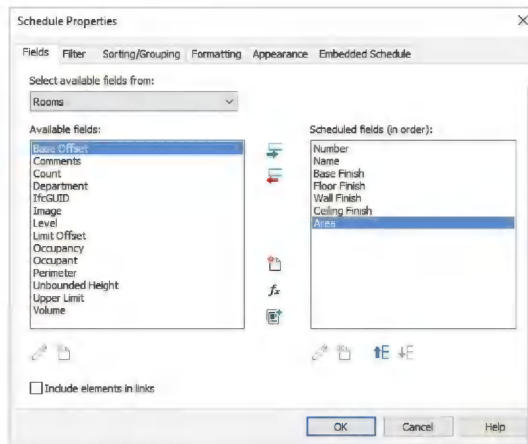 Schedule Properties
Fields Filter Sorting/Grouping Formatting Appearance Embedded Schedule
Select available fields from:
Rooms
Available fields:
Base Offset
Comments
Count
Department
IfcGUID
Image
Level
Limit Offset
Occupancy
Occupant
Perimeter
Unbounded Height
Upper Limit
Volume
fx
Scheduled fields (in order):
Number
Name
Base Finish
Floor Finish
Wall Finish
Ceiling Finish
Area
Include elements in links
OK Cancel Help